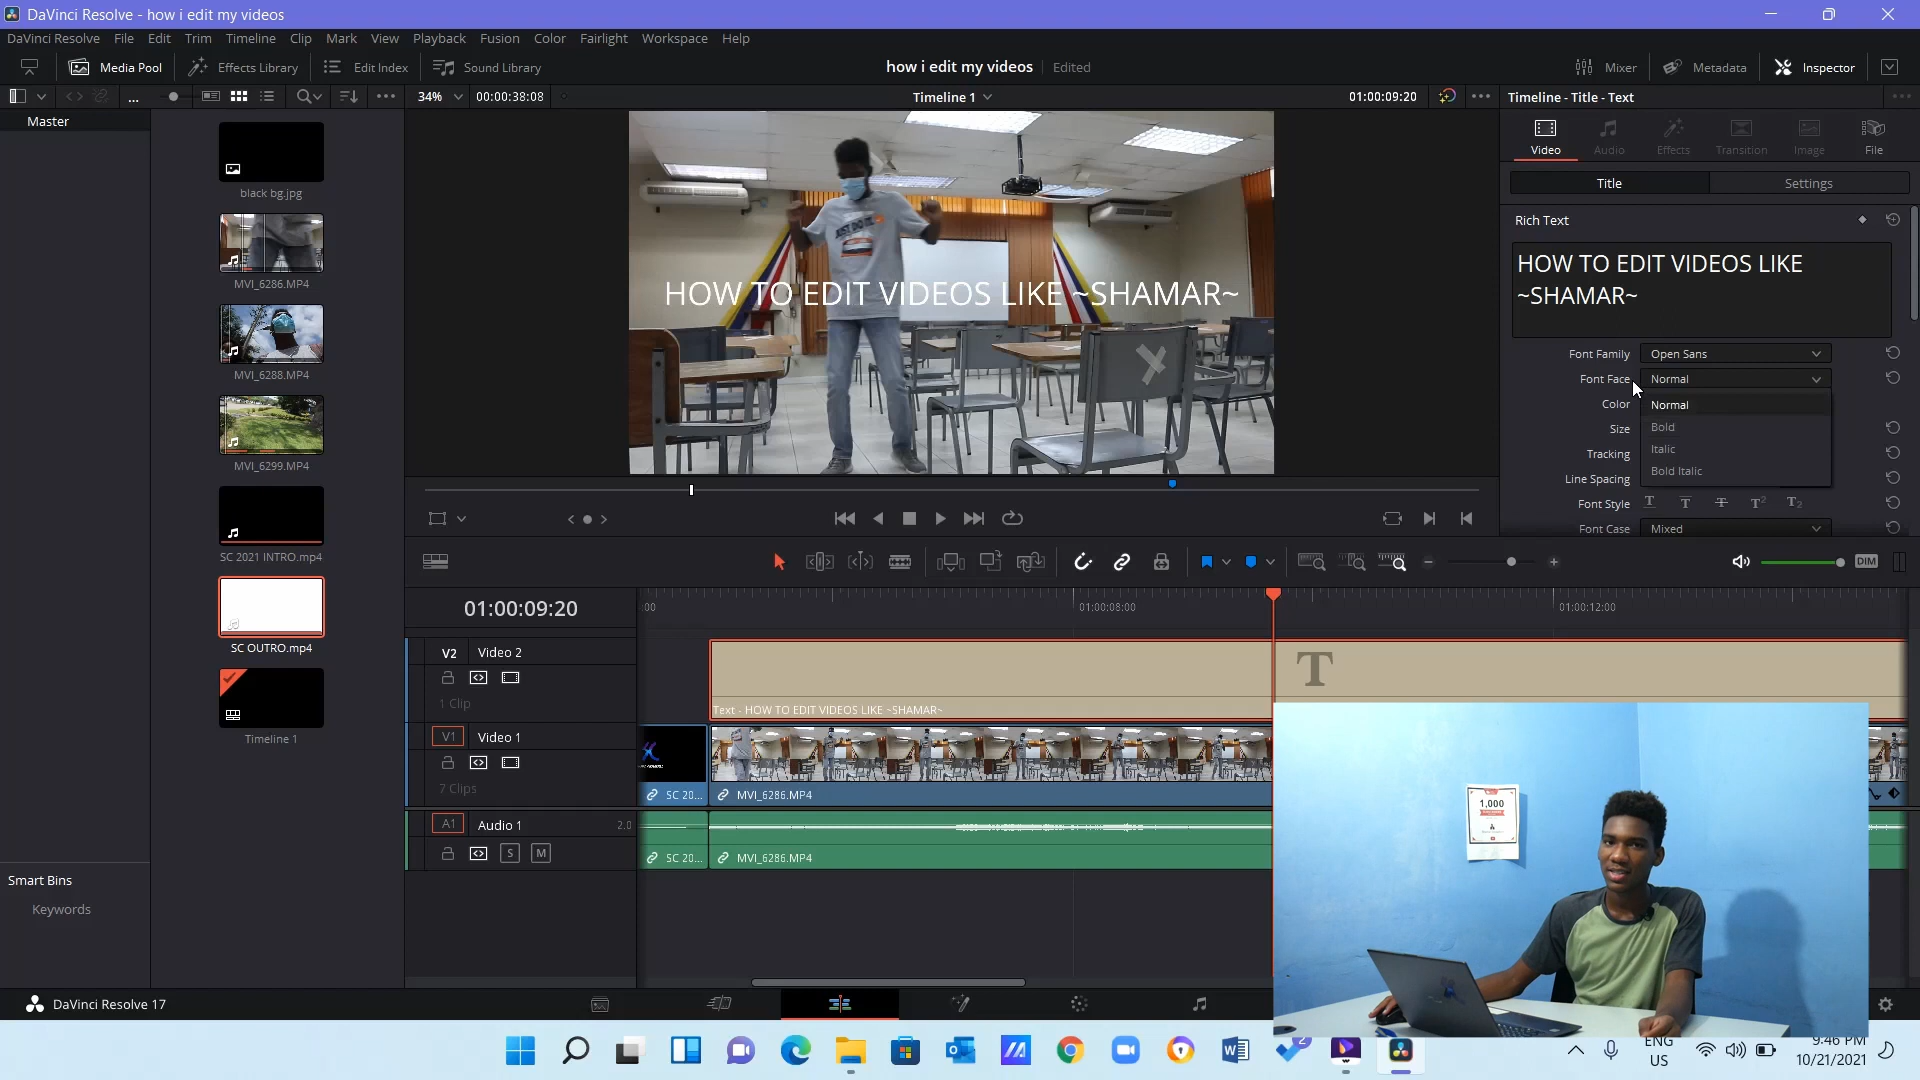 DaVinci Resolve - how i edit my videos
DaVinci Resolve File Edit Trim Timeline Clip Mark View Playback Fusion Color Fairlight Workspace Help
Media Pool Effects Library Edit Index Sound Library how i edit my videos Edited Mixer Metadata Inspector
... 34% 00:00:38:08 Timeline 1 01:00:09:20 Timeline - Title - Text
Master
black bg.jpg
MVI_6286.MP4
MVI_6288.MP4
MVI_6299.MP4
SC 2021 INTRO.mp4
SC OUTRO.mp4
Timeline 1
Smart Bins
Keywords
JUST DO IT.
HOW TO EDIT VIDEOS LIKE ~SHAMAR~
Video Audio Effects Transition Image File
Title Settings
Rich Text
HOW TO EDIT VIDEOS LIKE
~SHAMAR~
Font Family Open Sans
Font Face Normal
Color Normal
Bold
Size
Italic
Tracking
Bold Italic
Line Spacing
Font Style T T T T² T₂
Font Case Mixed
DIM
01:00:09:20 :00 01:00:08:00 01:00:12:00
V2 Video 2
1 Clip
T
Text - HOW TO EDIT VIDEOS LIKE ~SHAMAR~
V1 Video 1
7 Clips
SC 20... MVI_6286.MP4
A1 Audio 1 2.0
S M
SC 20... MVI_6286.MP4
1,000
DaVinci Resolve 17
2
ENG
US
9:46 PM
10/21/2021